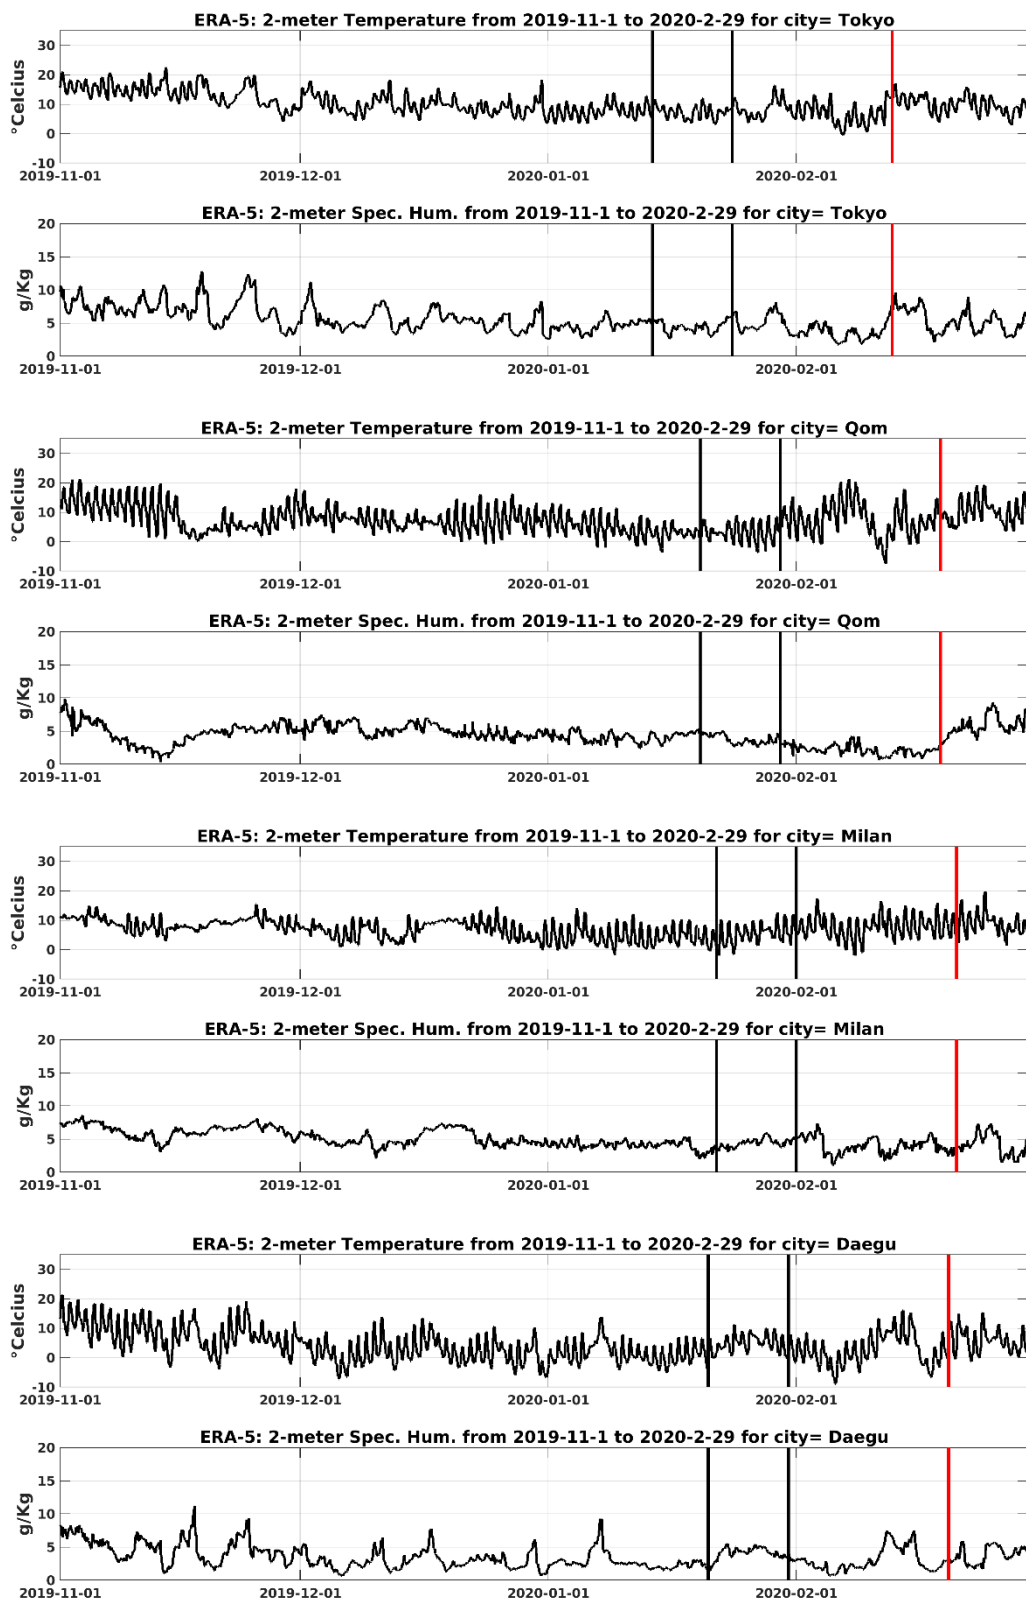 ERA-5: 2-meter Temperature from 2019-11-1 to 2020-2-29 for city= Tokyo
°Celcius
30
20
10
0
-10
2019-11-01 2019-12-01 2020-01-01 2020-02-01
ERA-5: 2-meter Spec. Hum. from 2019-11-1 to 2020-2-29 for city= Tokyo
g/Kg
20
15
10
5
0
2019-11-01 2019-12-01 2020-01-01 2020-02-01
ERA-5: 2-meter Temperature from 2019-11-1 to 2020-2-29 for city= Qom
°Celcius
30
20
10
0
-10
2019-11-01 2019-12-01 2020-01-01 2020-02-01
ERA-5: 2-meter Spec. Hum. from 2019-11-1 to 2020-2-29 for city= Qom
g/Kg
20
15
10
5
0
2019-11-01 2019-12-01 2020-01-01 2020-02-01
ERA-5: 2-meter Temperature from 2019-11-1 to 2020-2-29 for city= Milan
°Celcius
30
20
10
0
-10
2019-11-01 2019-12-01 2020-01-01 2020-02-01
ERA-5: 2-meter Spec. Hum. from 2019-11-1 to 2020-2-29 for city= Milan
g/Kg
20
15
10
5
0
2019-11-01 2019-12-01 2020-01-01 2020-02-01
ERA-5: 2-meter Temperature from 2019-11-1 to 2020-2-29 for city= Daegu
°Celcius
30
20
10
0
-10
2019-11-01 2019-12-01 2020-01-01 2020-02-01
ERA-5: 2-meter Spec. Hum. from 2019-11-1 to 2020-2-29 for city= Daegu
g/Kg
20
15
10
5
0
2019-11-01 2019-12-01 2020-01-01 2020-02-01